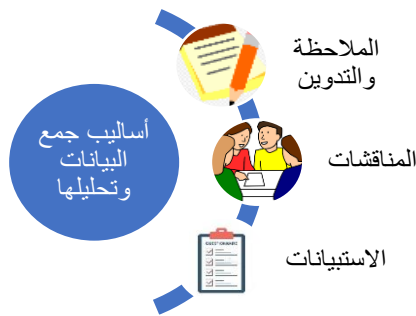 أساليب جمع
البيانات
وتحليلها
الملاحظة
والتدوين
المناقشات
الاستبيانات